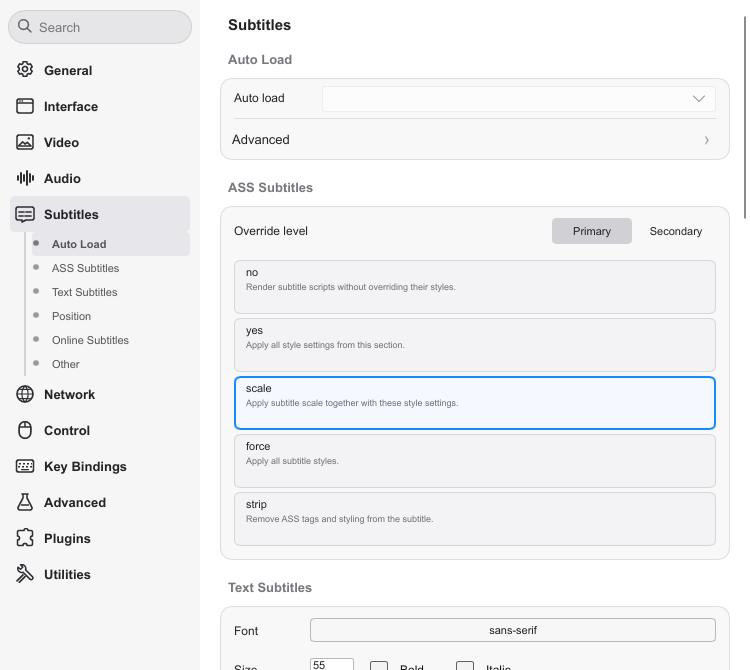 Search
General
Interface
Video
Audio
Subtitles
Auto Load
ASS Subtitles
Text Subtitles
Position
Online Subtitles
Other
Network
Control
Key Bindings
Advanced
Plugins
Utilities
Subtitles
Auto Load
Auto load
Advanced
ASS Subtitles
Override level
Primary
Secondary
no
Render subtitle scripts without overriding their styles.
yes
Apply all style settings from this section.
scale
Apply subtitle scale together with these style settings.
force
Apply all subtitle styles.
strip
Remove ASS tags and styling from the subtitle.
Text Subtitles
Font
sans-serif
Size
55
Bold
Italic